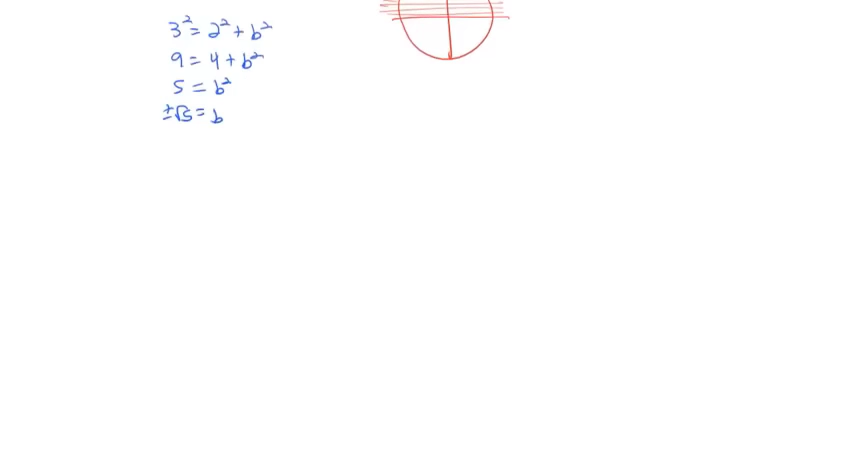 3² = 2² + b²
9 = 4 + b²
5 = b²
±√5 = b